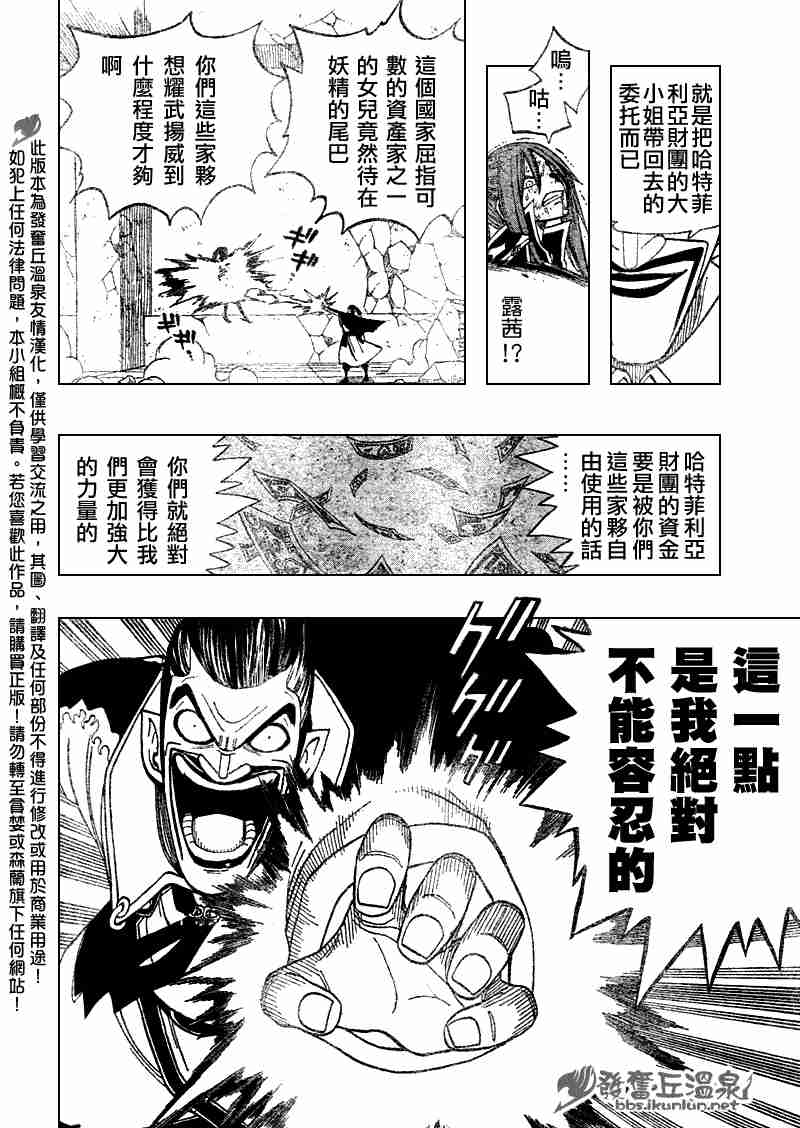 就是把哈特菲
利亞財團的大
小姐帶回去的
委托而已
嗚…
咕…
露茜!?
這個國家屈指可
數的資產家之一
的女兒竟然待在
妖精的尾巴
你們這些家夥
想耀武揚威到
什麼程度才夠
啊
ギギ
哈特菲利亞
財團的資金
要是被你們
這些家夥自
由使用的話
……
你們就絕對
會獲得比我
們更加強大
的力量的
這一點
是我絕對
不能容忍的
グググ
此版本為發奮丘溫泉友情漢化，僅供學習交流之用，其圖、翻譯及任何部份不得進行修改或用於商業用途！
如犯上任何法律問題，本小組概不負責。若您喜歡此作品，請購買正版！請勿轉至貪婪或森蘭旗下任何網站！
發奮丘溫泉
bbs.ikunlun.net